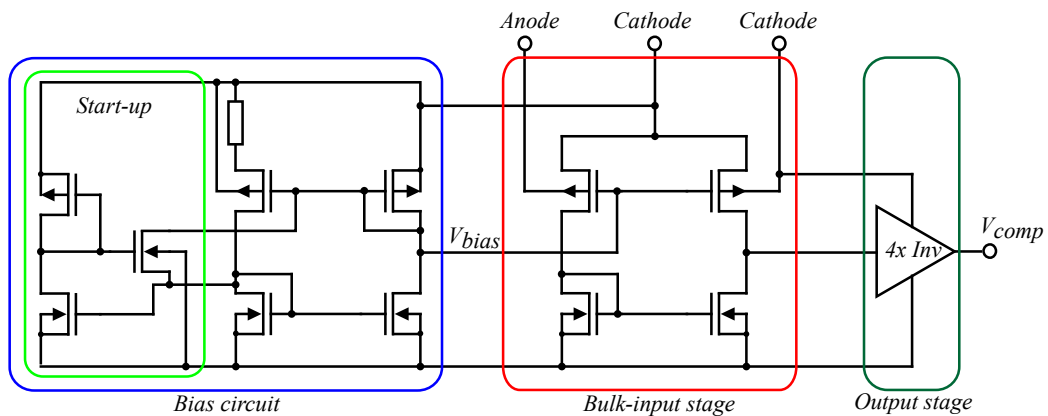 Anode
Cathode
Cathode
Start-up
V_bias
4x Inv
V_comp
Bias circuit
Bulk-input stage
Output stage